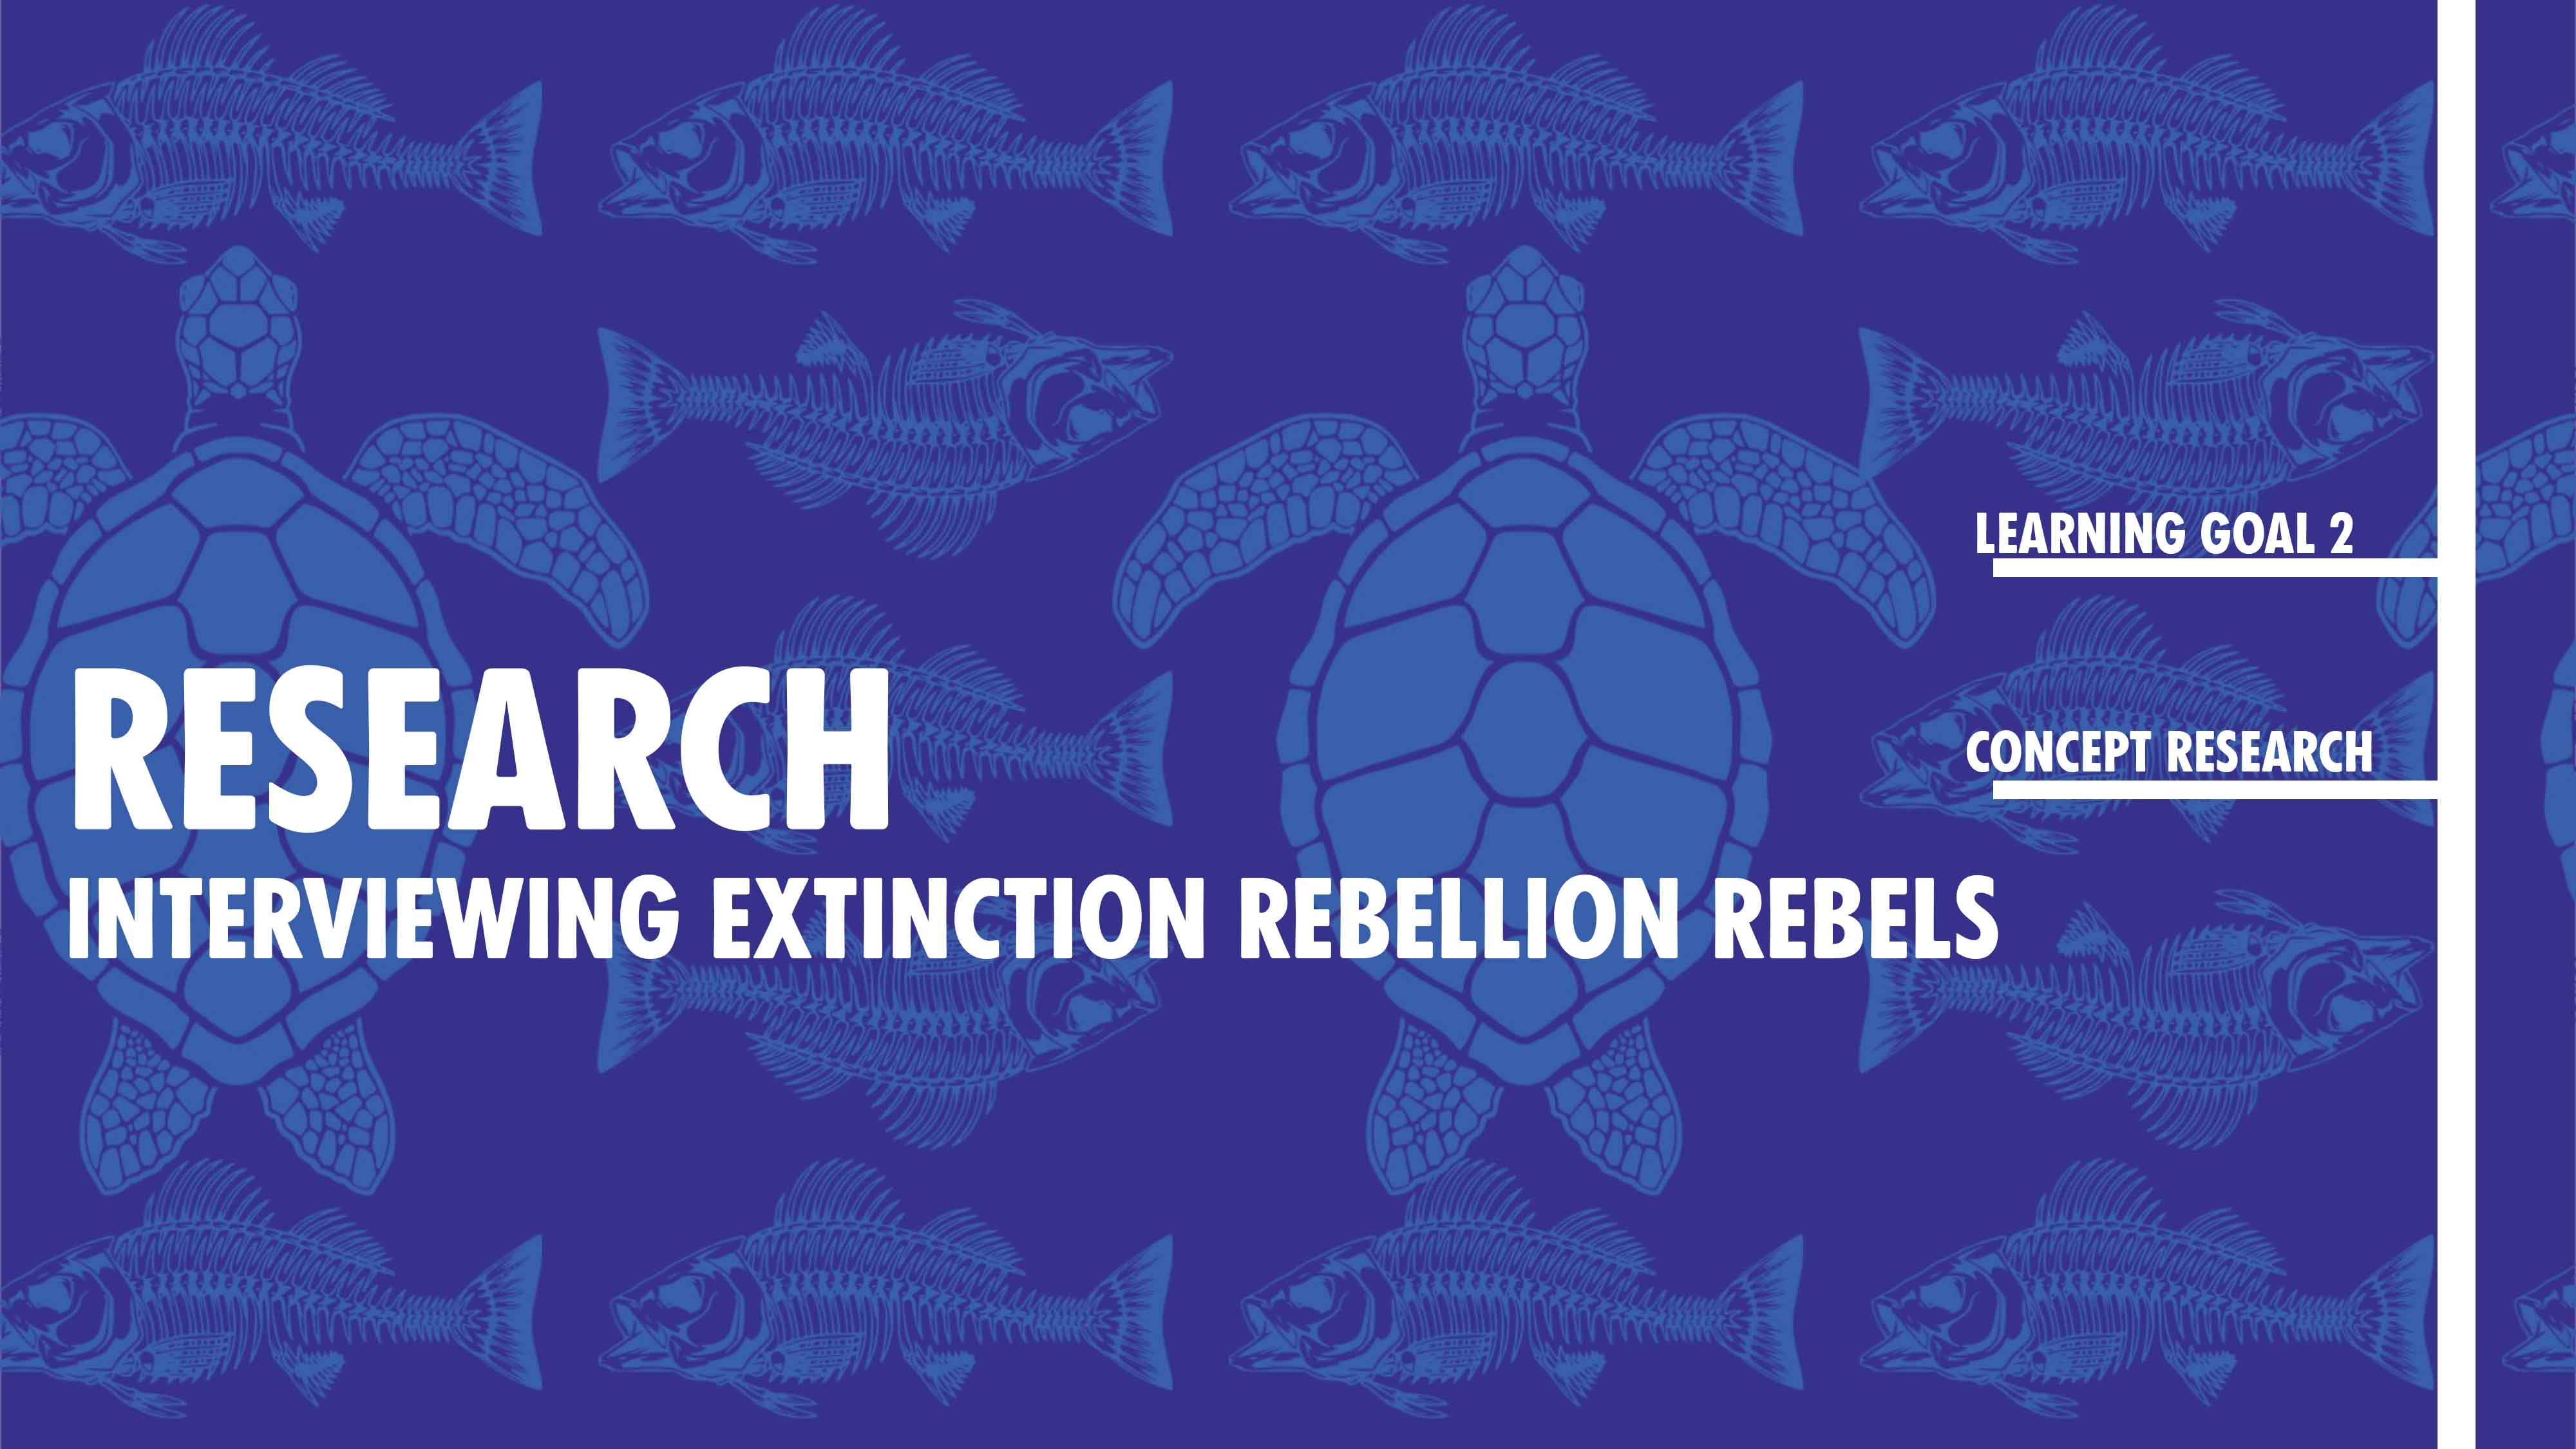 LEARNING GOAL 2
CONCEPT RESEARCH
RESEARCH
INTERVIEWING EXTINCTION REBELLION REBELS